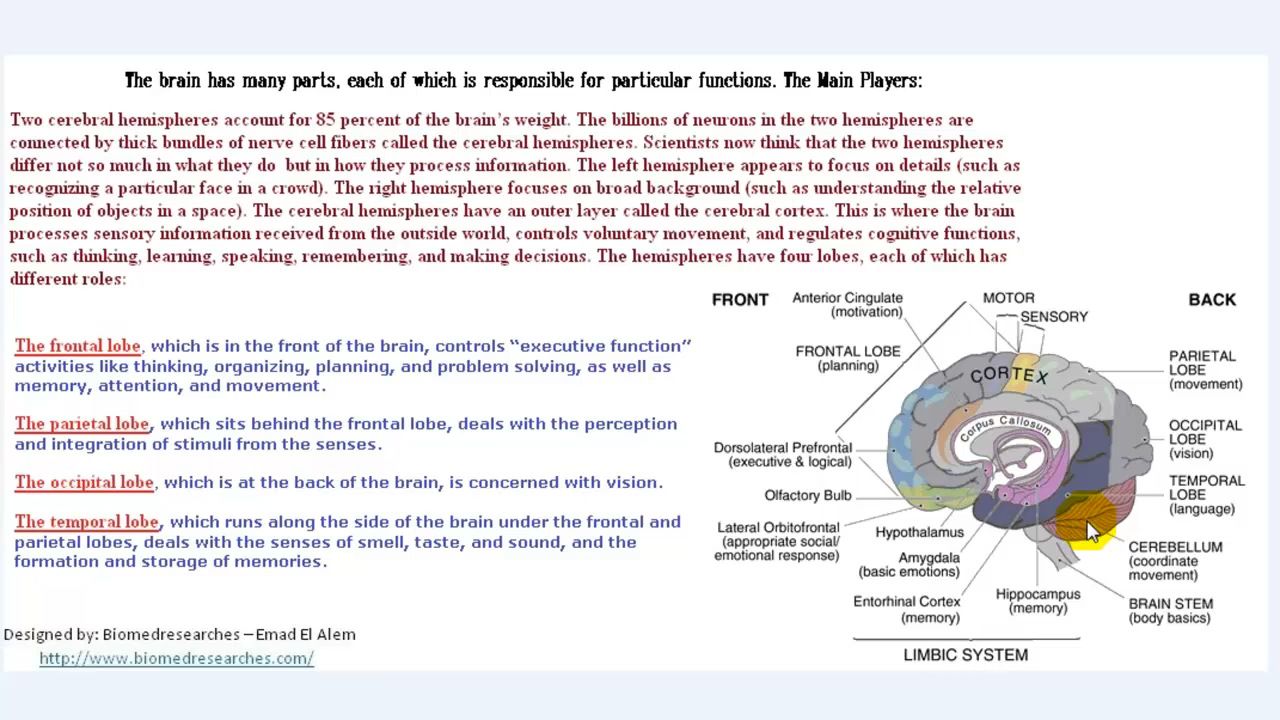 The brain has many parts, each of which is responsible for particular functions. The Main Players:
Two cerebral hemispheres account for 85 percent of the brain's weight. The billions of neurons in the two hemispheres are
connected by thick bundles of nerve cell fibers called the cerebral hemispheres. Scientists now think that the two hemispheres
differ not so much in what they do but in how they process information. The left hemisphere appears to focus on details (such as
recognizing a particular face in a crowd). The right hemisphere focuses on broad background (such as understanding the relative
position of objects in a space). The cerebral hemispheres have an outer layer called the cerebral cortex. This is where the brain
processes sensory information received from the outside world, controls voluntary movement, and regulates cognitive functions,
such as thinking, learning, speaking, remembering, and making decisions. The hemispheres have four lobes, each of which has
different roles:
The frontal lobe, which is in the front of the brain, controls “executive function”
activities like thinking, organizing, planning, and problem solving, as well as
memory, attention, and movement.
The parietal lobe, which sits behind the frontal lobe, deals with the perception
and integration of stimuli from the senses.
The occipital lobe, which is at the back of the brain, is concerned with vision.
The temporal lobe, which runs along the side of the brain under the frontal and
parietal lobes, deals with the senses of smell, taste, and sound, and the
formation and storage of memories.
Designed by: Biomedresearches – Emad El Alem
http://www.biomedresearches.com/
FRONT
BACK
Anterior Cingulate
(motivation)
MOTOR
SENSORY
FRONTAL LOBE
(planning)
CORTEX
Corpus Callosum
PARIETAL
LOBE
(movement)
OCCIPITAL
LOBE
(vision)
TEMPORAL
LOBE
(language)
Dorsolateral Prefrontal
(executive & logical)
Olfactory Bulb
Lateral Orbitofrontal
(appropriate social/
emotional response)
Hypothalamus
Amygdala
(basic emotions)
Entorhinal Cortex
(memory)
Hippocampus
(memory)
CEREBELLUM
(coordinate
movement)
BRAIN STEM
(body basics)
LIMBIC SYSTEM